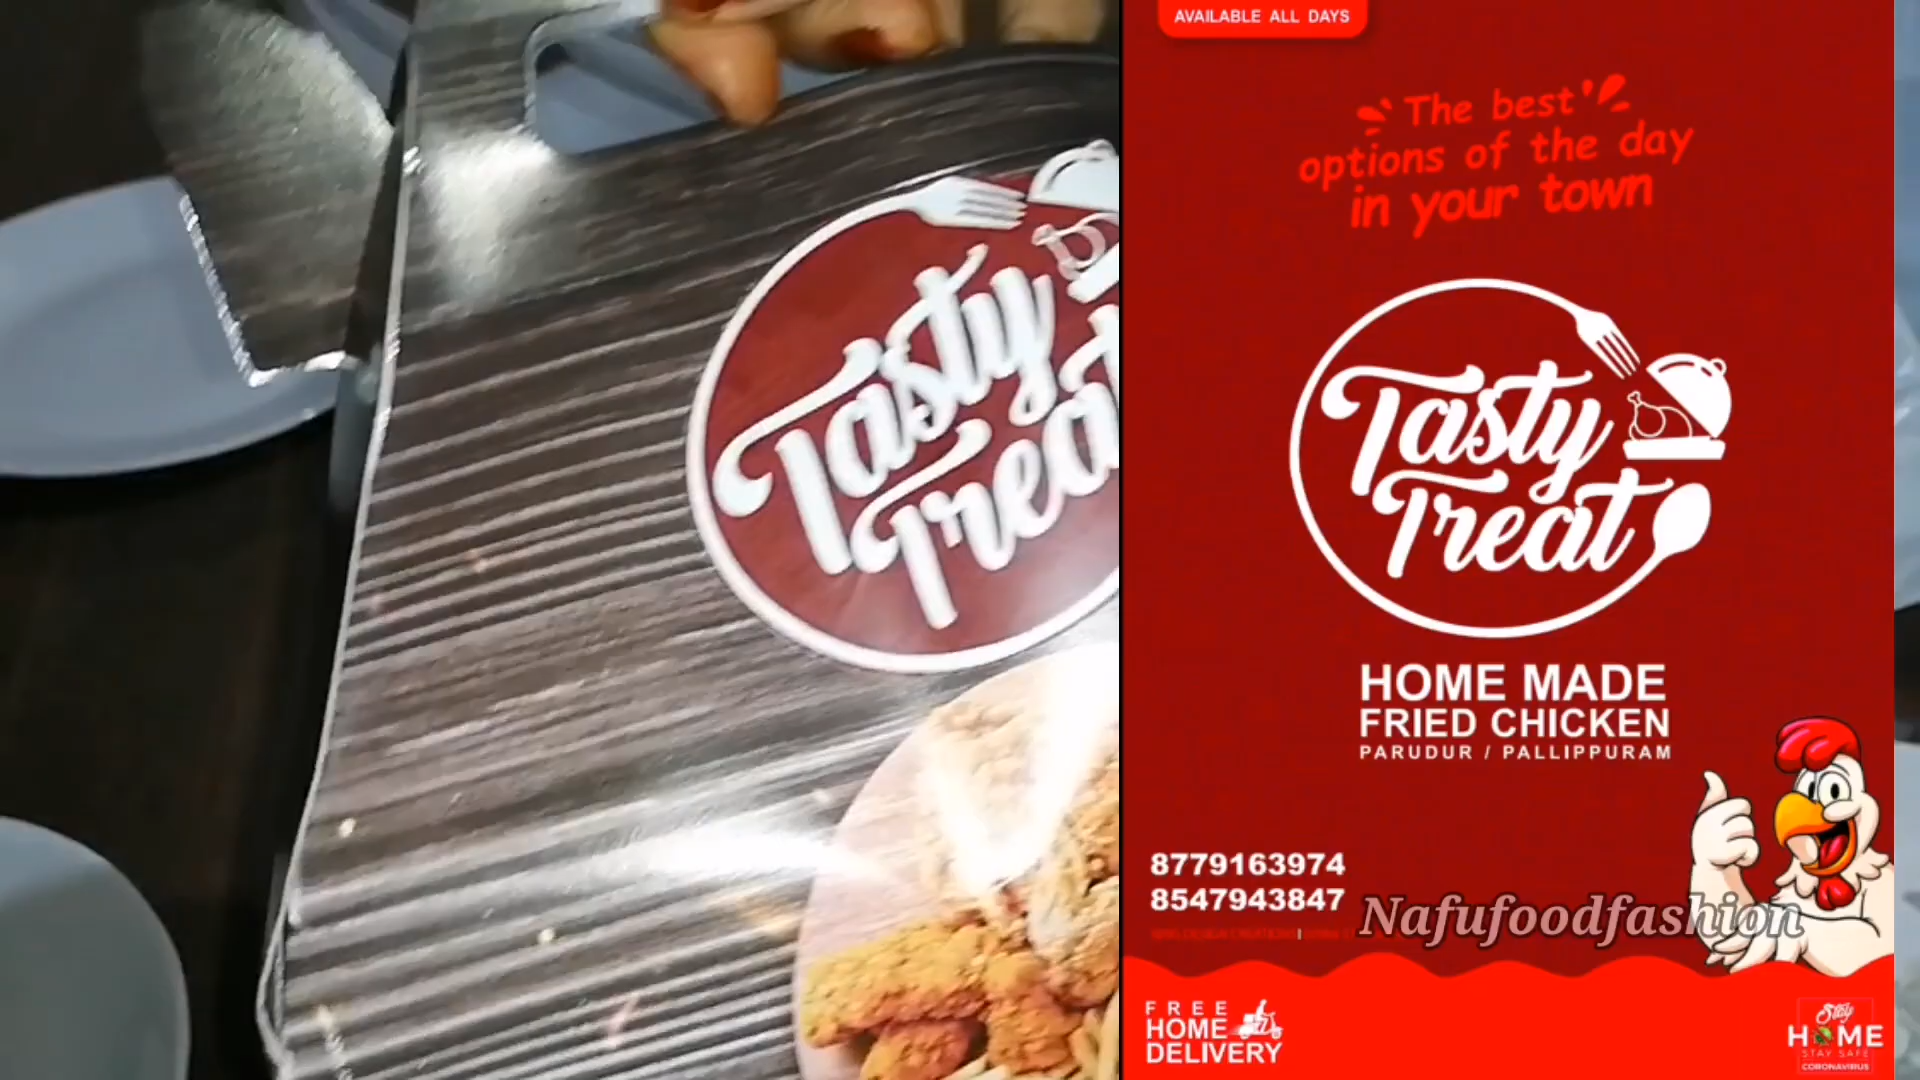 Tasty
Treat
AVAILABLE ALL DAYS
The best
options of the day
in your town
Tasty
Treat
HOME MADE
FRIED CHICKEN
PARUDUR / PALLIPPURAM
8779163974
8547943847
Nafufoodfashion
FREE
HOME
DELIVERY
Stay
HOME
STAY SAFE
CORONAVIRUS